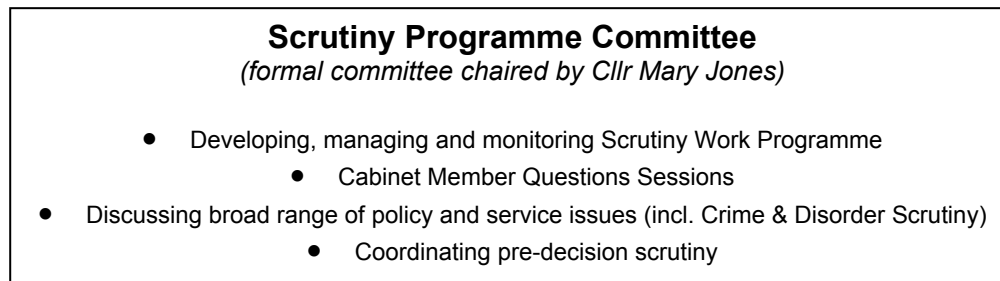 Scrutiny Programme Committee
(formal committee chaired by Cllr Mary Jones)
● Developing, managing and monitoring Scrutiny Work Programme
● Cabinet Member Questions Sessions
● Discussing broad range of policy and service issues (incl. Crime & Disorder Scrutiny)
● Coordinating pre-decision scrutiny